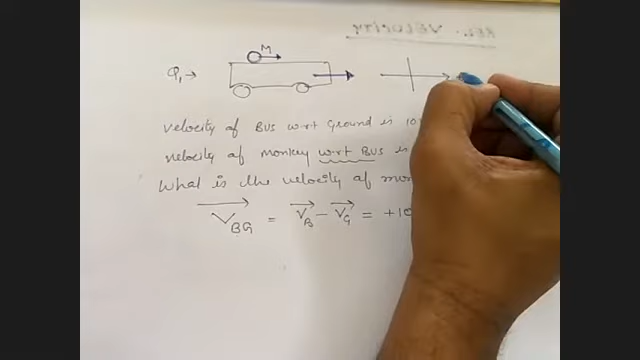 REL. VELOCITY
Q1 → M
velocity of BUS w.r.t Ground is 10
velocity of monkey w.r.t BUS is
What is the velocity of mon
V⃗BG = V⃗B - V⃗G = +10